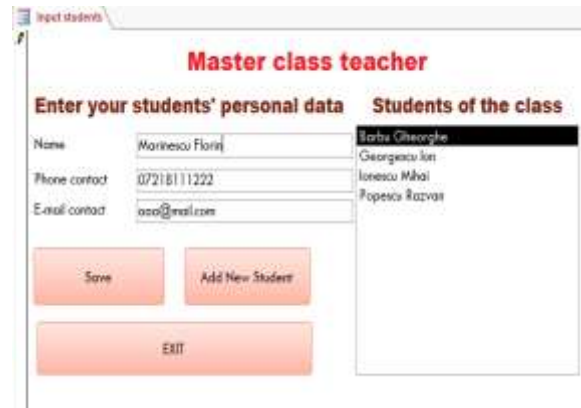 Input students
Master class teacher
Enter your students' personal data
Name Marinescu Florin
Phone contact 07218111222
E-mail contact aaa@mail.com
Save
Add New Student
EXIT
Students of the class
Barbu Gheorghe
Georgescu Ion
Ionescu Mihai
Popescu Razvan